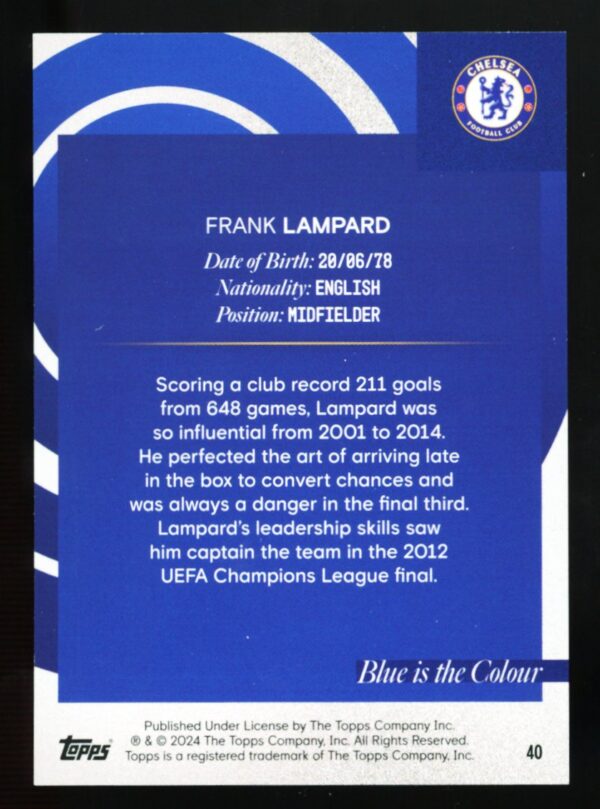 CHELSEA
FOOTBALL CLUB
FRANK LAMPARD
Date of Birth: 20/06/78
Nationality: ENGLISH
Position: MIDFIELDER
Scoring a club record 211 goals
from 648 games, Lampard was
so influential from 2001 to 2014.
He perfected the art of arriving late
in the box to convert chances and
was always a danger in the final third.
Lampard's leadership skills saw
him captain the team in the 2012
UEFA Champions League final.
Blue is the Colour
Published Under License by The Topps Company Inc.
® & © 2024 The Topps Company, Inc. All Rights Reserved.
Topps is a registered trademark of The Topps Company, Inc.
topps
40